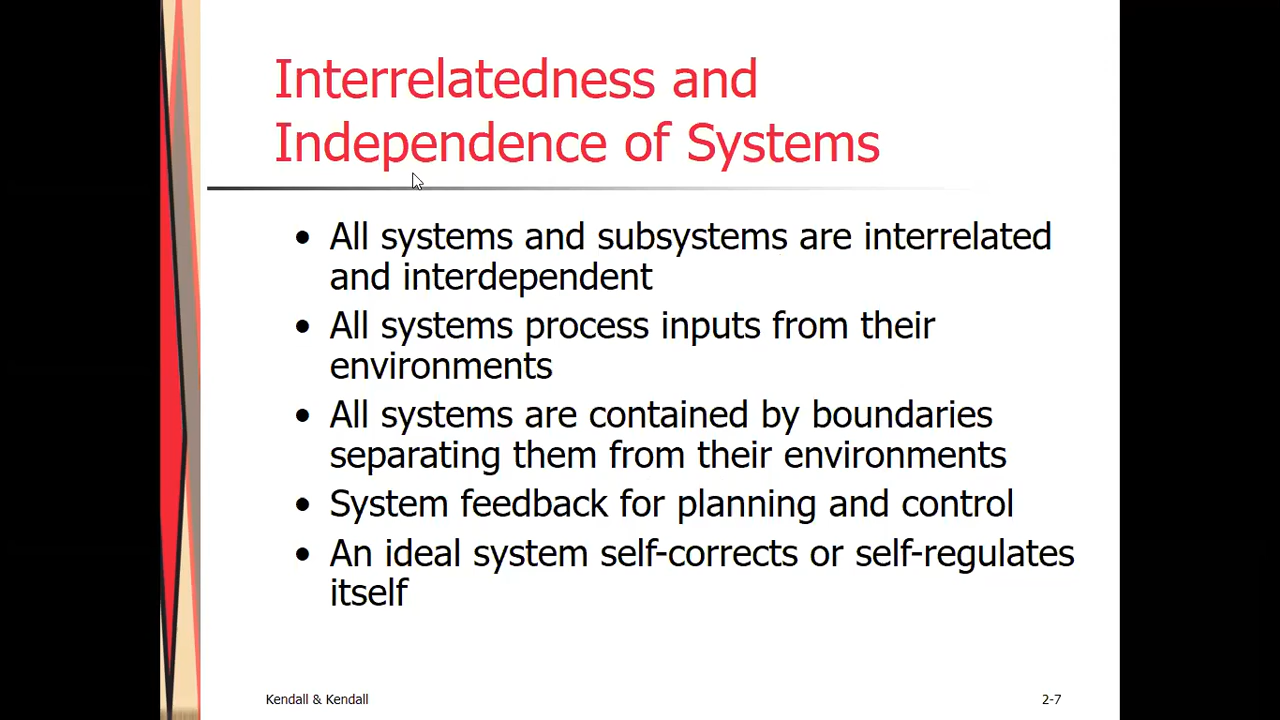 Interrelatedness and
Independence of Systems
• All systems and subsystems are interrelated
and interdependent
• All systems process inputs from their
environments
• All systems are contained by boundaries
separating them from their environments
• System feedback for planning and control
• An ideal system self-corrects or self-regulates
itself
Kendall & Kendall
2-7